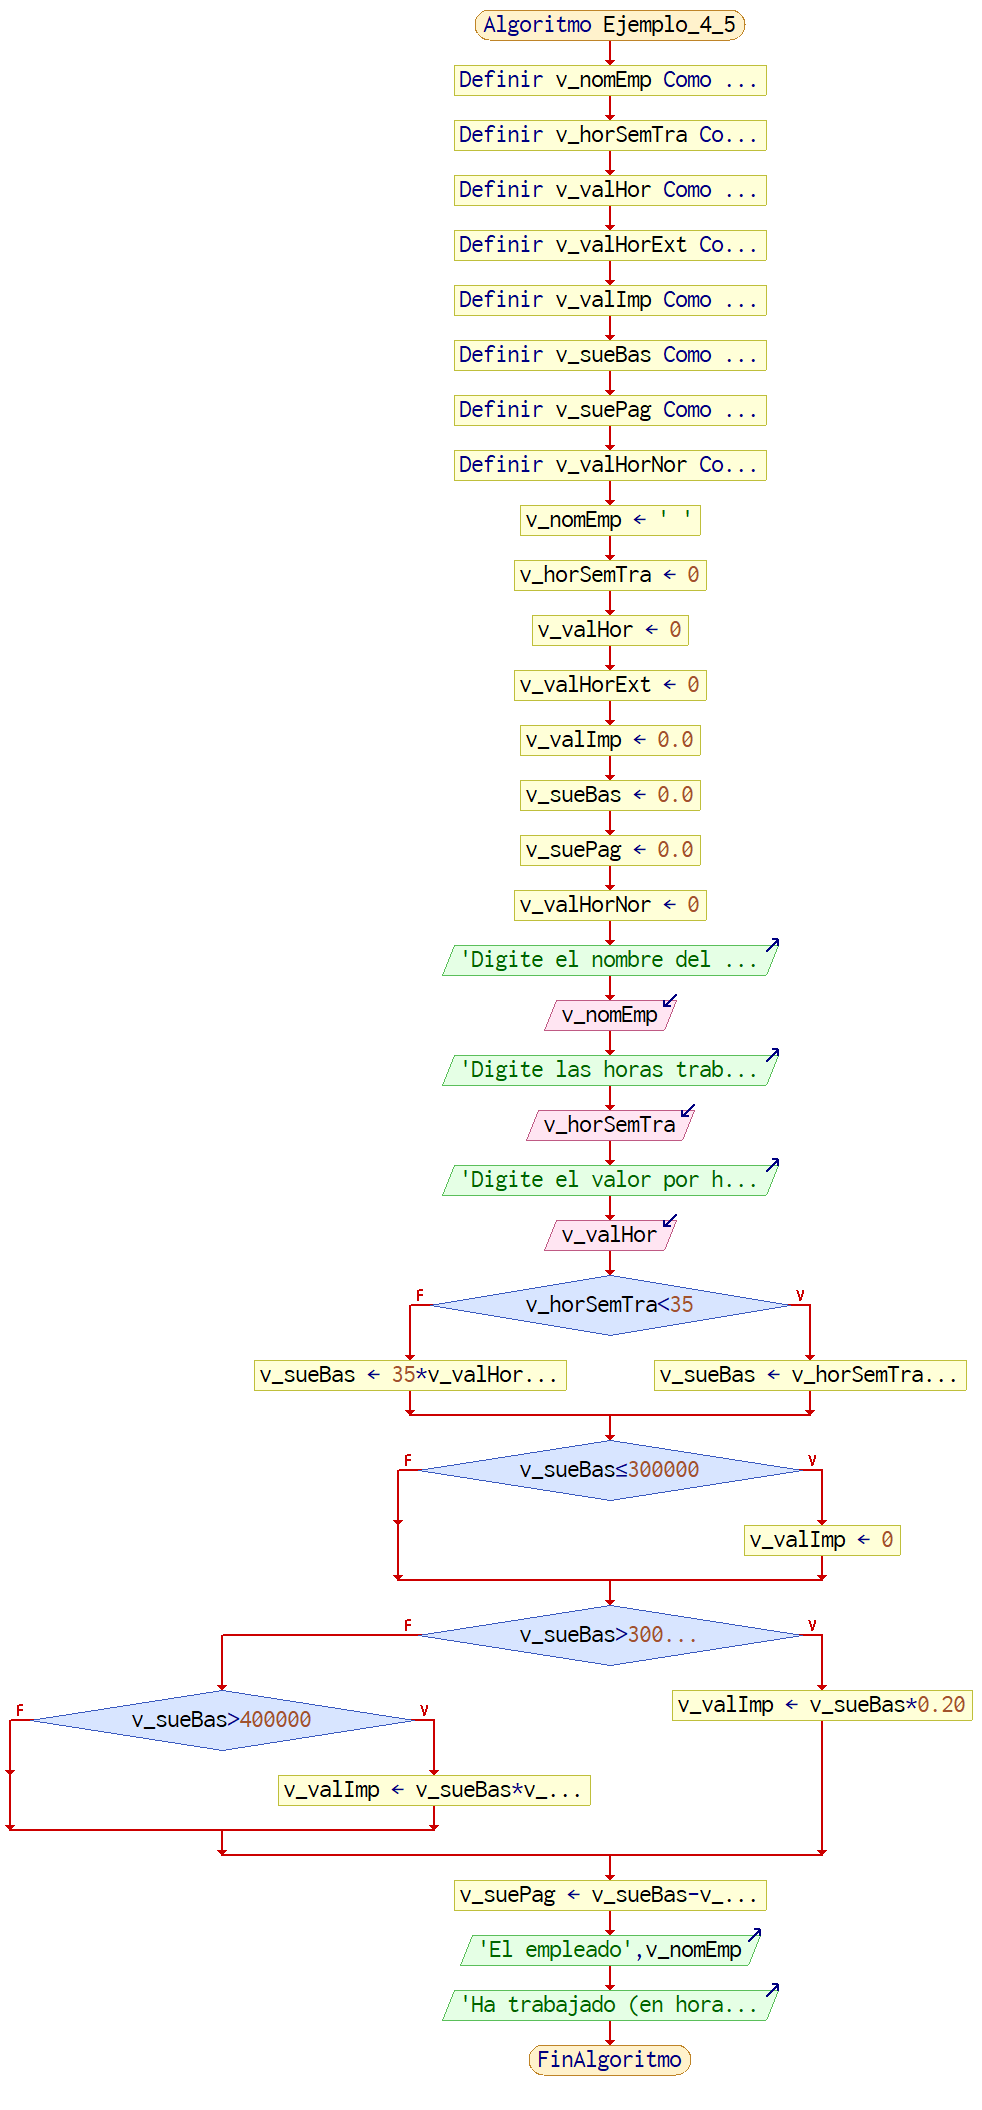 Algoritmo Ejemplo_4_5
Definir v_nomEmp Como ...
Definir v_horSemTra Co...
Definir v_valHor Como ...
Definir v_valHorExt Co...
Definir v_valImp Como ...
Definir v_sueBas Como ...
Definir v_suePag Como ...
Definir v_valHorNor Co...
v_nomEmp ← ' '
v_horSemTra ← 0
v_valHor ← 0
v_valHorExt ← 0
v_valImp ← 0.0
v_sueBas ← 0.0
v_suePag ← 0.0
v_valHorNor ← 0
'Digite el nombre del ...
v_nomEmp
'Digite las horas trab...
v_horSemTra
'Digite el valor por h...
v_valHor
F v_horSemTra<35 V
v_sueBas ← 35*v_valHor... v_sueBas ← v_horSemTra...
F v_sueBas≤300000 V
v_valImp ← 0
F v_sueBas>300... V
v_valImp ← v_sueBas*0.20
F v_sueBas>400000 V
v_valImp ← v_sueBas*v_...
v_suePag ← v_sueBas-v_...
'El empleado',v_nomEmp
'Ha trabajado (en hora...
FinAlgoritmo